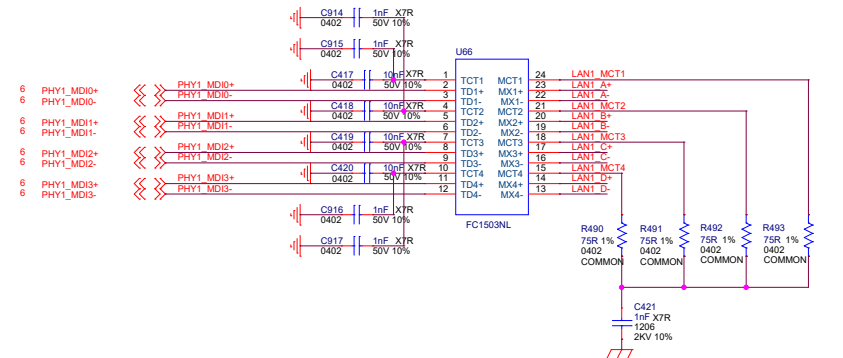 C914 1nF X7R
0402 50V 10%
C915 1nF X7R
0402 50V 10%
U66
C417 10nF X7R
0402 50V 10%
1 TCT1 MCT1 24 LAN1_MCT1
6 PHY1_MDI0+ PHY1_MDI0+ 2 TD1+ MX1+ 23 LAN1_A+
6 PHY1_MDI0- PHY1_MDI0- 3 TD1- MX1- 22 LAN1_A-
C418 10nF X7R
0402 50V 10%
4 TCT2 MCT2 21 LAN1_MCT2
6 PHY1_MDI1+ PHY1_MDI1+ 5 TD2+ MX2+ 20 LAN1_B+
6 PHY1_MDI1- PHY1_MDI1- 6 TD2- MX2- 19 LAN1_B-
C419 10nF X7R
0402 50V 10%
7 TCT3 MCT3 18 LAN1_MCT3
6 PHY1_MDI2+ PHY1_MDI2+ 8 TD3+ MX3+ 17 LAN1_C+
6 PHY1_MDI2- PHY1_MDI2- 9 TD3- MX3- 16 LAN1_C-
C420 10nF X7R
0402 50V 10%
10 TCT4 MCT4 15 LAN1_MCT4
6 PHY1_MDI3+ PHY1_MDI3+ 11 TD4+ MX4+ 14 LAN1_D+
6 PHY1_MDI3- PHY1_MDI3- 12 TD4- MX4- 13 LAN1_D-
C916 1nF X7R
0402 50V 10%
FC1503NL
C917 1nF X7R
0402 50V 10%
R490 R491 R492 R493
75R 1% 75R 1% 75R 1% 75R 1%
0402 0402 0402 0402
COMMON COMMON COMMON COMMON
C421
1nF X7R
1206
2KV 10%